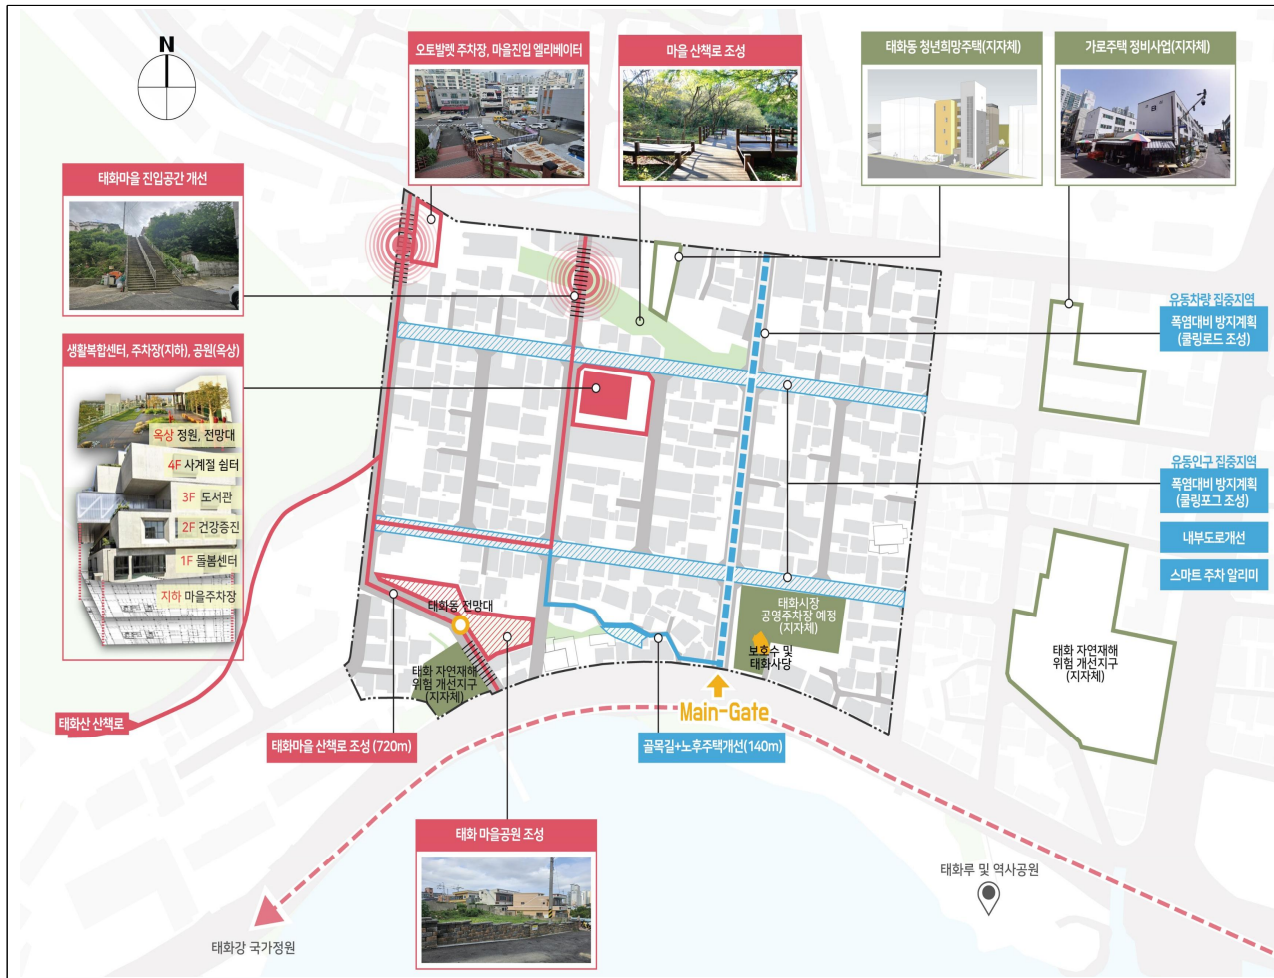 N
오토발렛 주차장, 마을진입 엘리베이터
마을 산책로 조성
태화동 청년희망주택(지자체)
가로주택 정비사업(지자체)
태화마을 진입공간 개선
생활복합센터, 주차장(지하), 공원(옥상)
옥상 정원, 전망대
4F 사계절 쉼터
3F 도서관
2F 건강증진
1F 돌봄센터
지하 마을주차장
유동차량 집중지역
폭염대비 방지계획
(쿨링로드 조성)
유동인구 집중지역
폭염대비 방지계획
(쿨링포그 조성)
내부도로개선
스마트 주차 알리미
태화동 전망대
태화시장
공영주차장 예정
(지자체)
보호수 및
태화사당
태화 자연재해
위험 개선지구
(지자체)
태화 자연재해
위험 개선지구
(지자체)
태화산 산책로
Main-Gate
태화마을 산책로 조성 (720m)
골목길+노후주택개선(140m)
태화 마을공원 조성
태화루 및 역사공원
태화강 국가정원